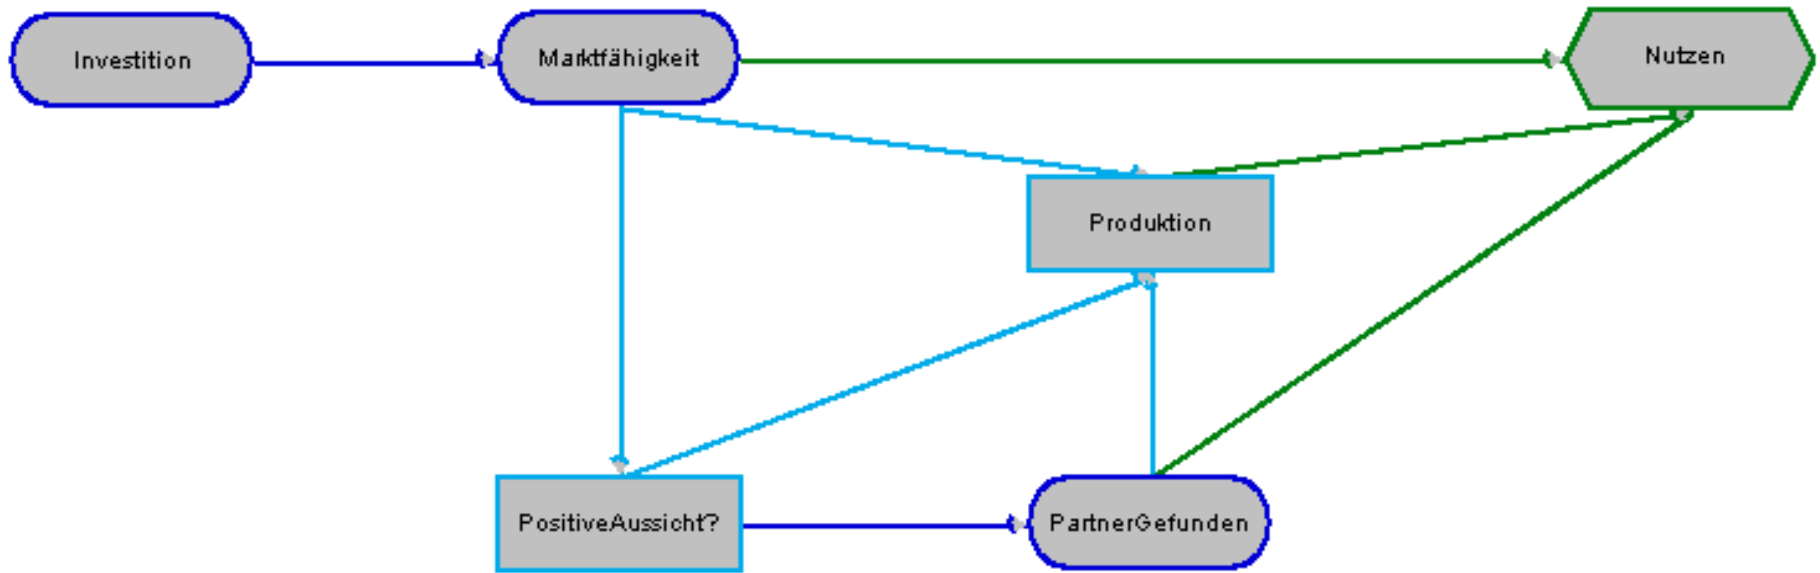 Investition
Marktfähigkeit
Nutzen
Produktion
PositiveAussicht?
PartnerGefunden